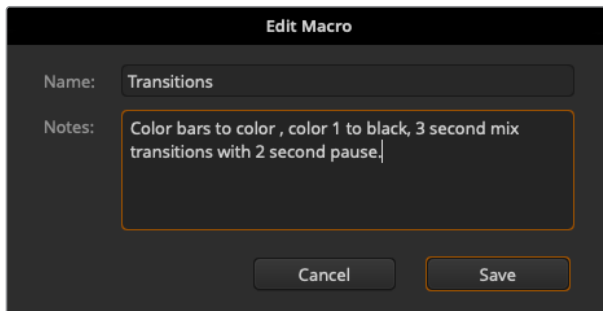 Edit Macro
Name: Transitions
Notes: Color bars to color , color 1 to black, 3 second mix
transitions with 2 second pause.
Cancel Save